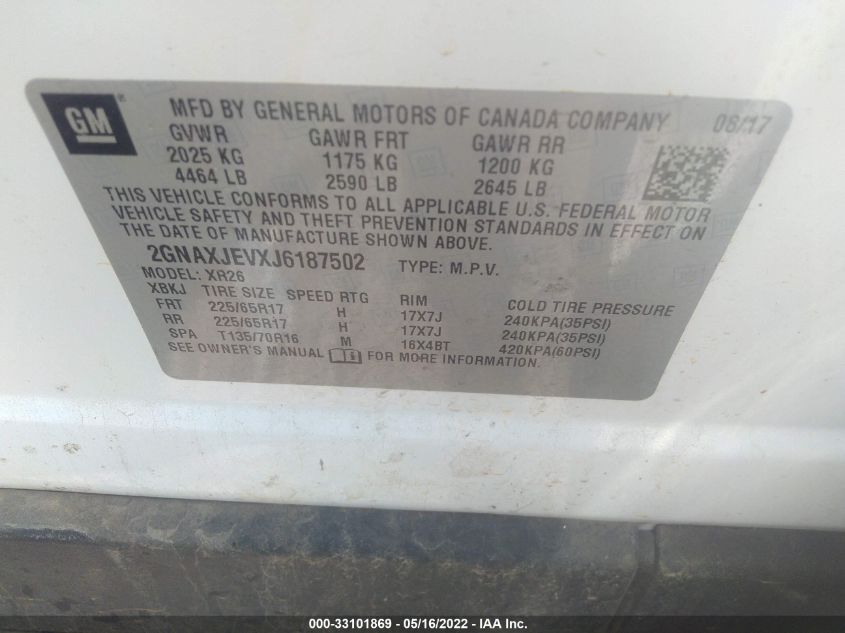 GM
MFD BY GENERAL MOTORS OF CANADA COMPANY 08/17
GVWR GAWR FRT GAWR RR
2025 KG 1175 KG 1200 KG
4464 LB 2590 LB 2645 LB
THIS VEHICLE CONFORMS TO ALL APPLICABLE U.S. FEDERAL MOTOR
VEHICLE SAFETY AND THEFT PREVENTION STANDARDS IN EFFECT ON
THE DATE OF MANUFACTURE SHOWN ABOVE.
2GNAXJEVXJ6187502 TYPE: M.P.V.
MODEL: XR26
XBKJ TIRE SIZE SPEED RTG RIM COLD TIRE PRESSURE
FRT 225/65R17 H 17X7J 240KPA(35PSI)
RR 225/65R17 H 17X7J 240KPA(35PSI)
SPA T135/70R16 M 16X4BT 420KPA(60PSI)
SEE OWNER'S MANUAL i FOR MORE INFORMATION.
000-33101869 - 05/16/2022 - IAA Inc.